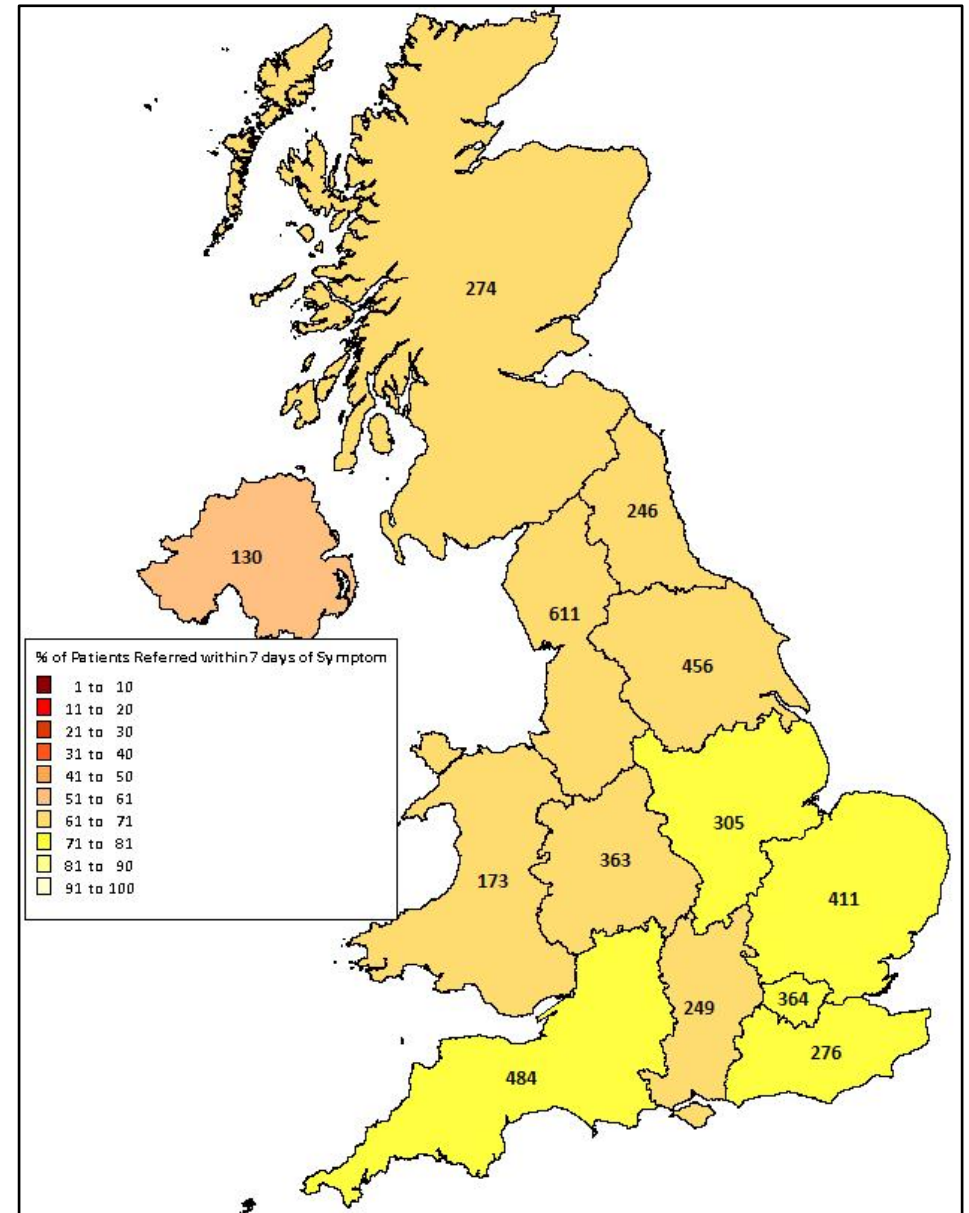 274
246
130
611
456
% of Patients Referred within 7 days of Symptom
1 to 10
11 to 20
21 to 30
31 to 40
41 to 50
51 to 61
61 to 71
71 to 81
81 to 90
91 to 100
305
363
173
411
364
249
276
484